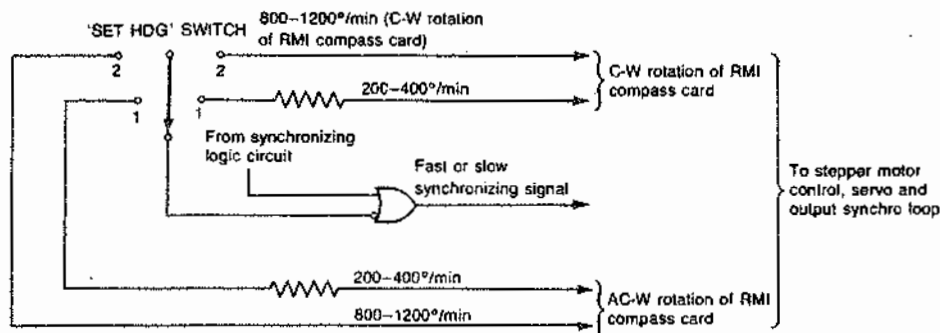 800–1200°/min (C-W rotation
of RMI compass card)
'SET HDG' SWITCH
2
2
C-W rotation of RMI
compass card
200–400°/min
1
1
From synchronizing
logic circuit
Fast or slow
synchronizing signal
To stepper motor
control, servo and
output synchro loop
200–400°/min
AC-W rotation of RMI
compass card
800–1200°/min